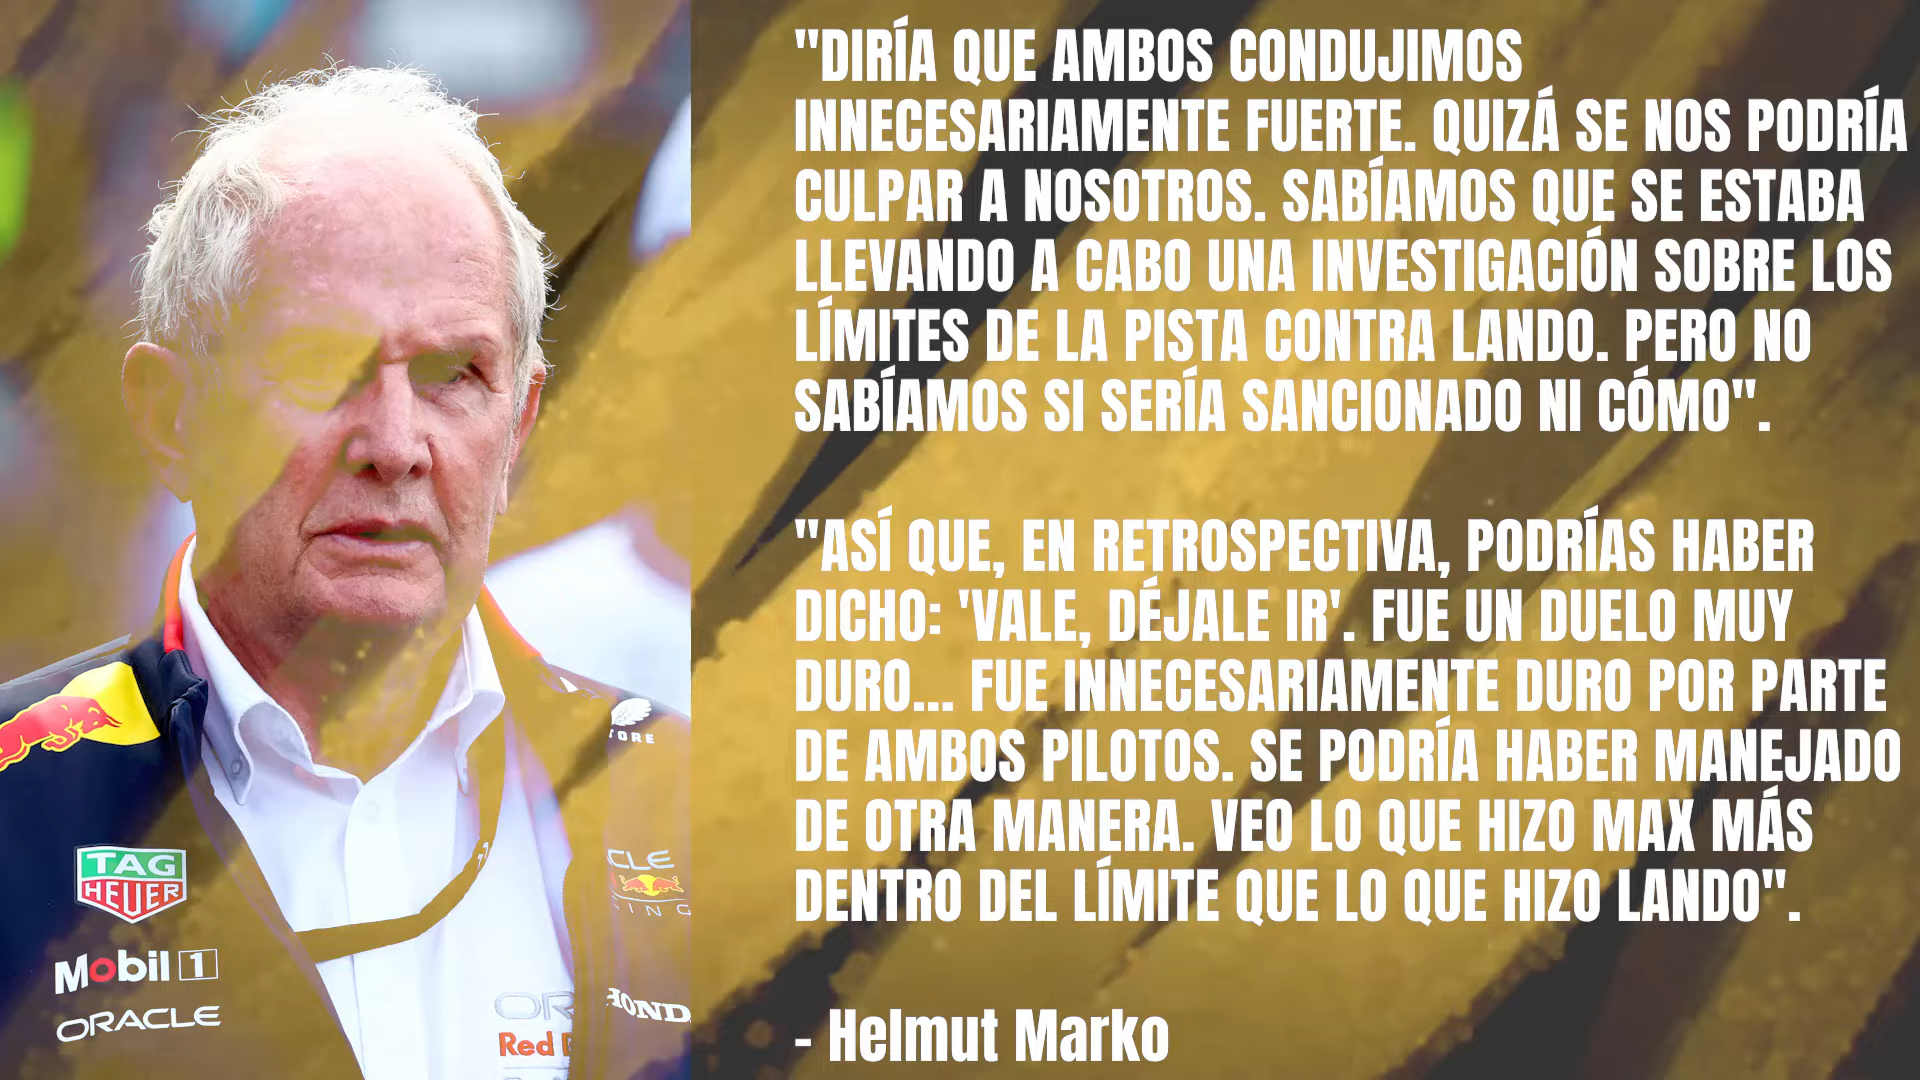 "DIRÍA QUE AMBOS CONDUJIMOS
INNECESARIAMENTE FUERTE. QUIZÁ SE NOS PODRÍA
CULPAR A NOSOTROS. SABÍAMOS QUE SE ESTABA
LLEVANDO A CABO UNA INVESTIGACIÓN SOBRE LOS
LÍMITES DE LA PISTA CONTRA LANDO. PERO NO
SABÍAMOS SI SERÍA SANCIONADO NI CÓMO".
"ASÍ QUE, EN RETROSPECTIVA, PODRÍAS HABER
DICHO: 'VALE, DÉJALE IR'. FUE UN DUELO MUY
DURO... FUE INNECESARIAMENTE DURO POR PARTE
DE AMBOS PILOTOS. SE PODRÍA HABER MANEJADO
DE OTRA MANERA. VEO LO QUE HIZO MAX MÁS
DENTRO DEL LÍMITE QUE LO QUE HIZO LANDO".
- Helmut Marko
TAG
HEUER
Mobil 1
ORACLE
Red